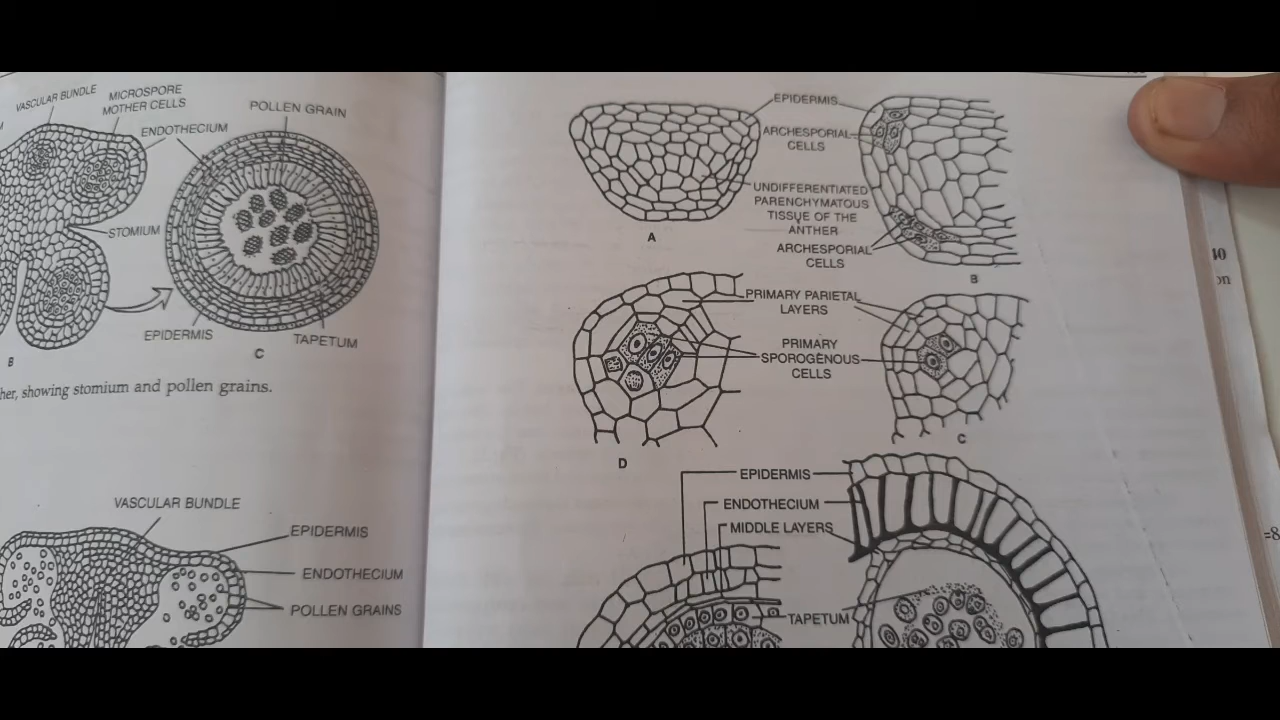 VASCULAR BUNDLE
MICROSPORE
MOTHER CELLS
ENDOTHECIUM
POLLEN GRAIN
STOMIUM
EPIDERMIS
TAPETUM
B
C
her, showing stomium and pollen grains.
VASCULAR BUNDLE
EPIDERMIS
ENDOTHECIUM
POLLEN GRAINS
EPIDERMIS
ARCHESPORIAL
CELLS
UNDIFFERENTIATED
PARENCHYMATOUS
TISSUE OF THE
ANTHER
ARCHESPORIAL
CELLS
A
B
PRIMARY PARIETAL
LAYERS
PRIMARY
SPOROGENOUS
CELLS
D
C
EPIDERMIS
ENDOTHECIUM
MIDDLE LAYERS
TAPETUM
=8